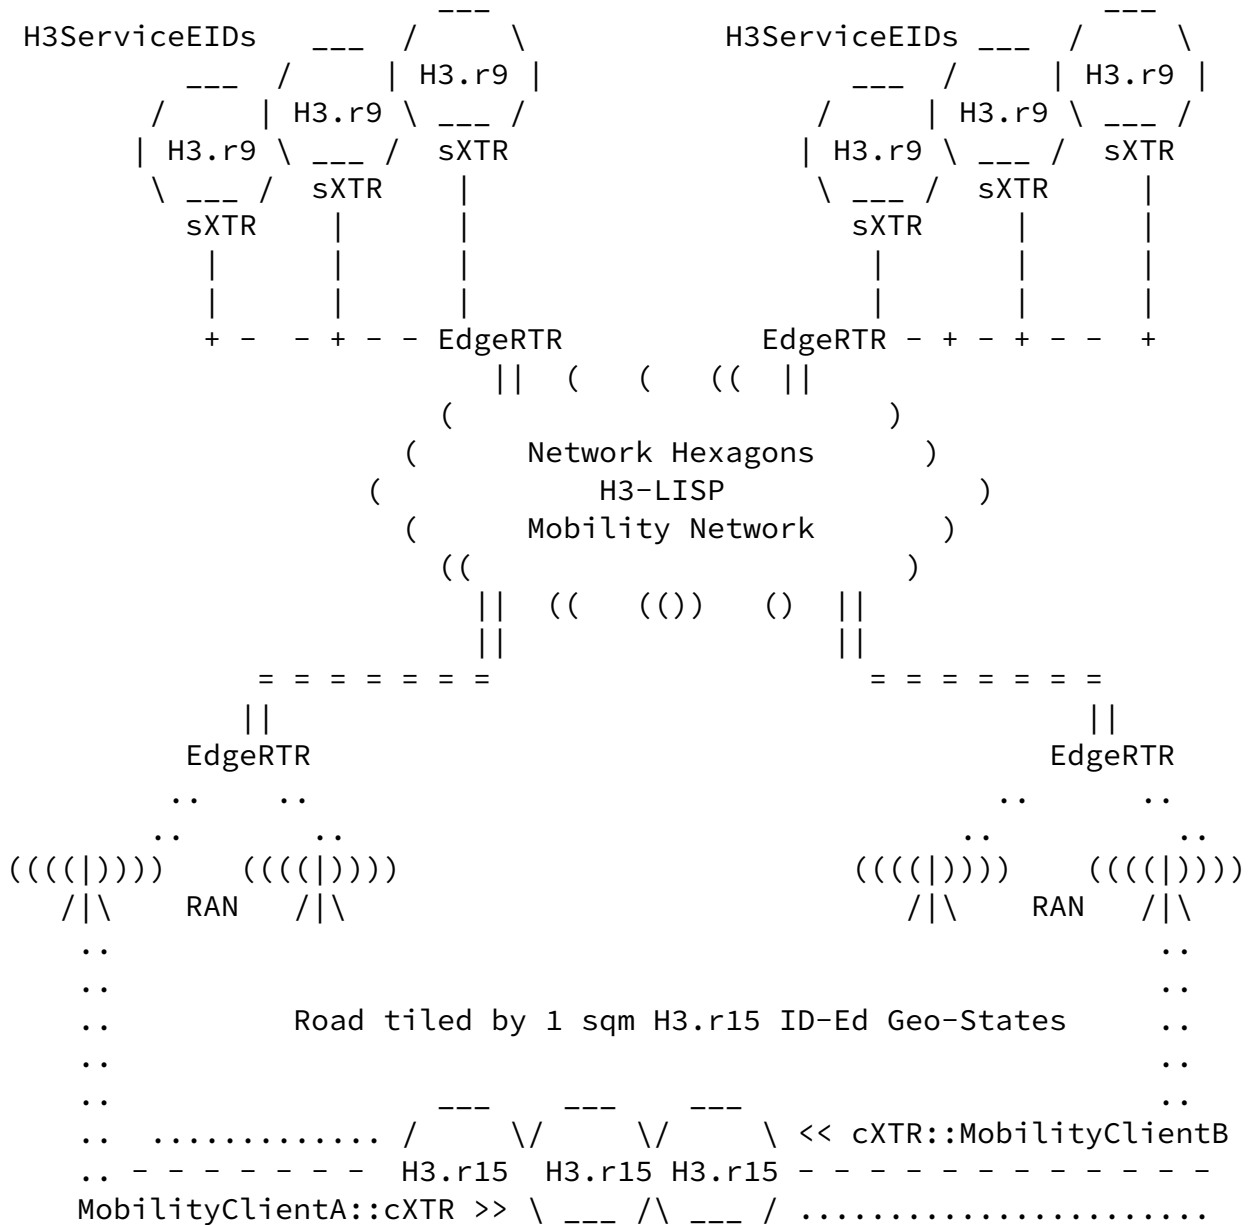 H3ServiceEIDs H3ServiceEIDs
H3.r9 H3.r9
H3.r9 H3.r9
H3.r9 sXTR H3.r9 sXTR
sXTR sXTR
sXTR sXTR
EdgeRTR EdgeRTR
Network Hexagons
H3-LISP
Mobility Network
EdgeRTR EdgeRTR
RAN RAN
Road tiled by 1 sqm H3.r15 ID-Ed Geo-States
<< cXTR::MobilityClientB
H3.r15 H3.r15 H3.r15
MobilityClientA::cXTR >>